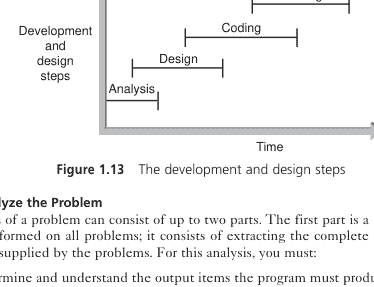 Coding
Development
and
design
steps
Design
Analysis
Time
Figure 1.13 The development and design steps
lyze the Problem
s of a problem can consist of up to two parts. The first part is a
formed on all problems; it consists of extracting the complete
supplied by the problems. For this analysis, you must:
rmine and understand the output items the program must produ